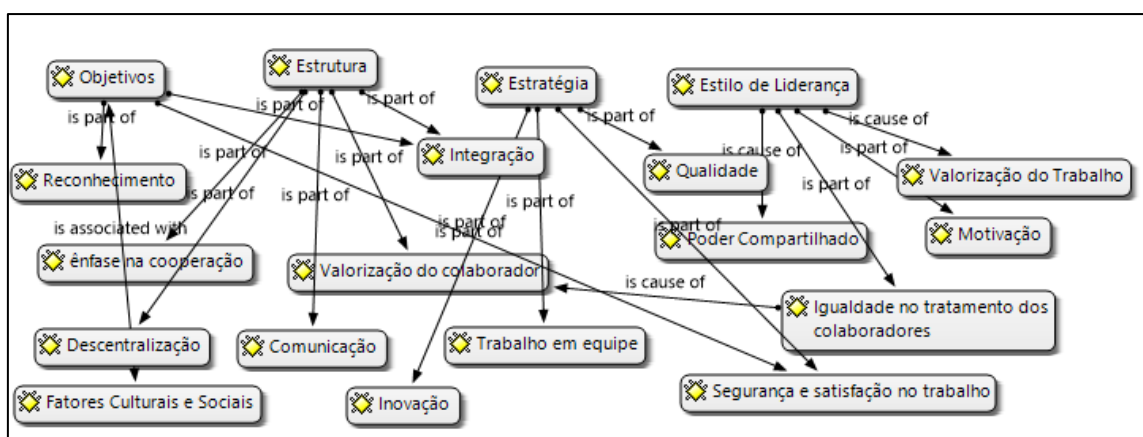 Objetivos
Estrutura
Estratégia
Estilo de Liderança
is part of
is part of
is part of
is part of
is cause of
is part of
is part of
Integração
is cause of
is part of
Qualidade
Valorização do Trabalho
Reconhecimento
is part of
is part of
is part of
is part of
is part of
is associated with
is part of
is part of
is part of
Poder Compartilhado
Motivação
ênfase na cooperação
Valorização do colaborador
is cause of
Igualdade no tratamento dos
colaboradores
Descentralização
Comunicação
Trabalho em equipe
Fatores Culturais e Sociais
Inovação
Segurança e satisfação no trabalho